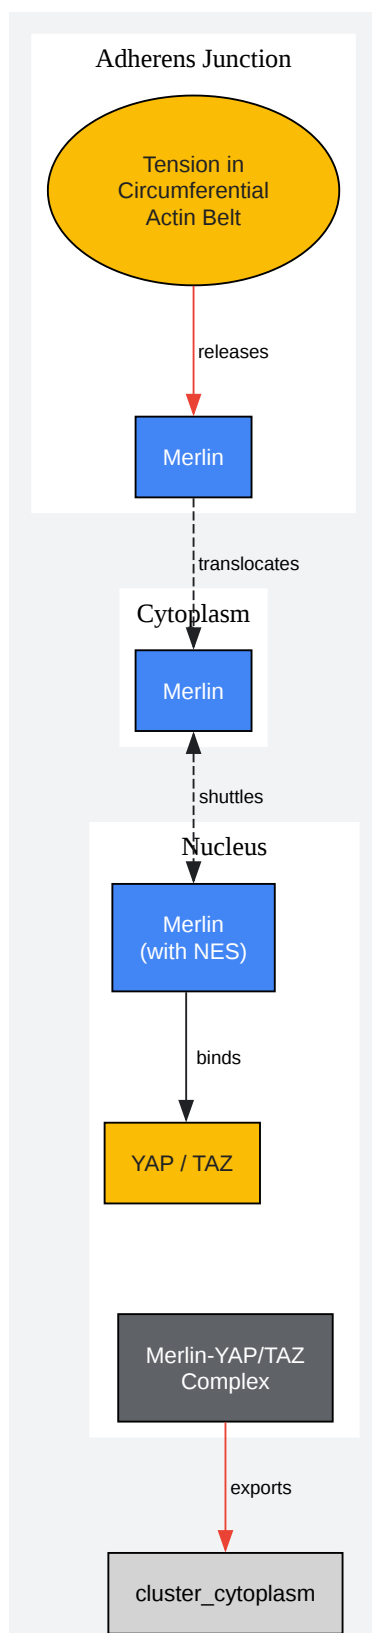 Adherens Junction
Tension in
Circumferential
Actin Belt
releases
Merlin
translocates
Cytoplasm
Merlin
shuttles
Nucleus
Merlin
(with NES)
binds
YAP / TAZ
Merlin-YAP/TAZ
Complex
exports
cluster_cytoplasm